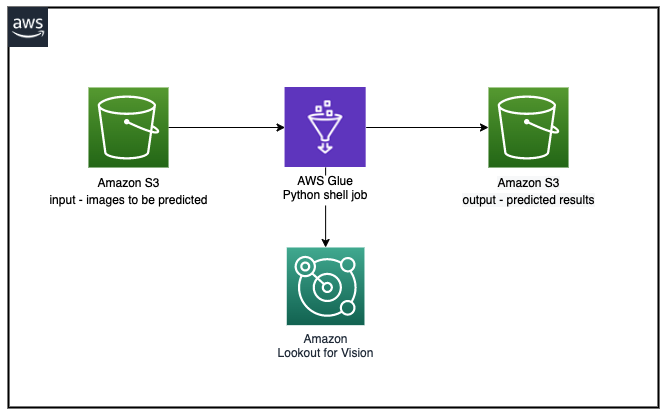 aws
Amazon S3
input - images to be predicted
AWS Glue
Python shell job
Amazon S3
output - predicted results
Amazon
Lookout for Vision